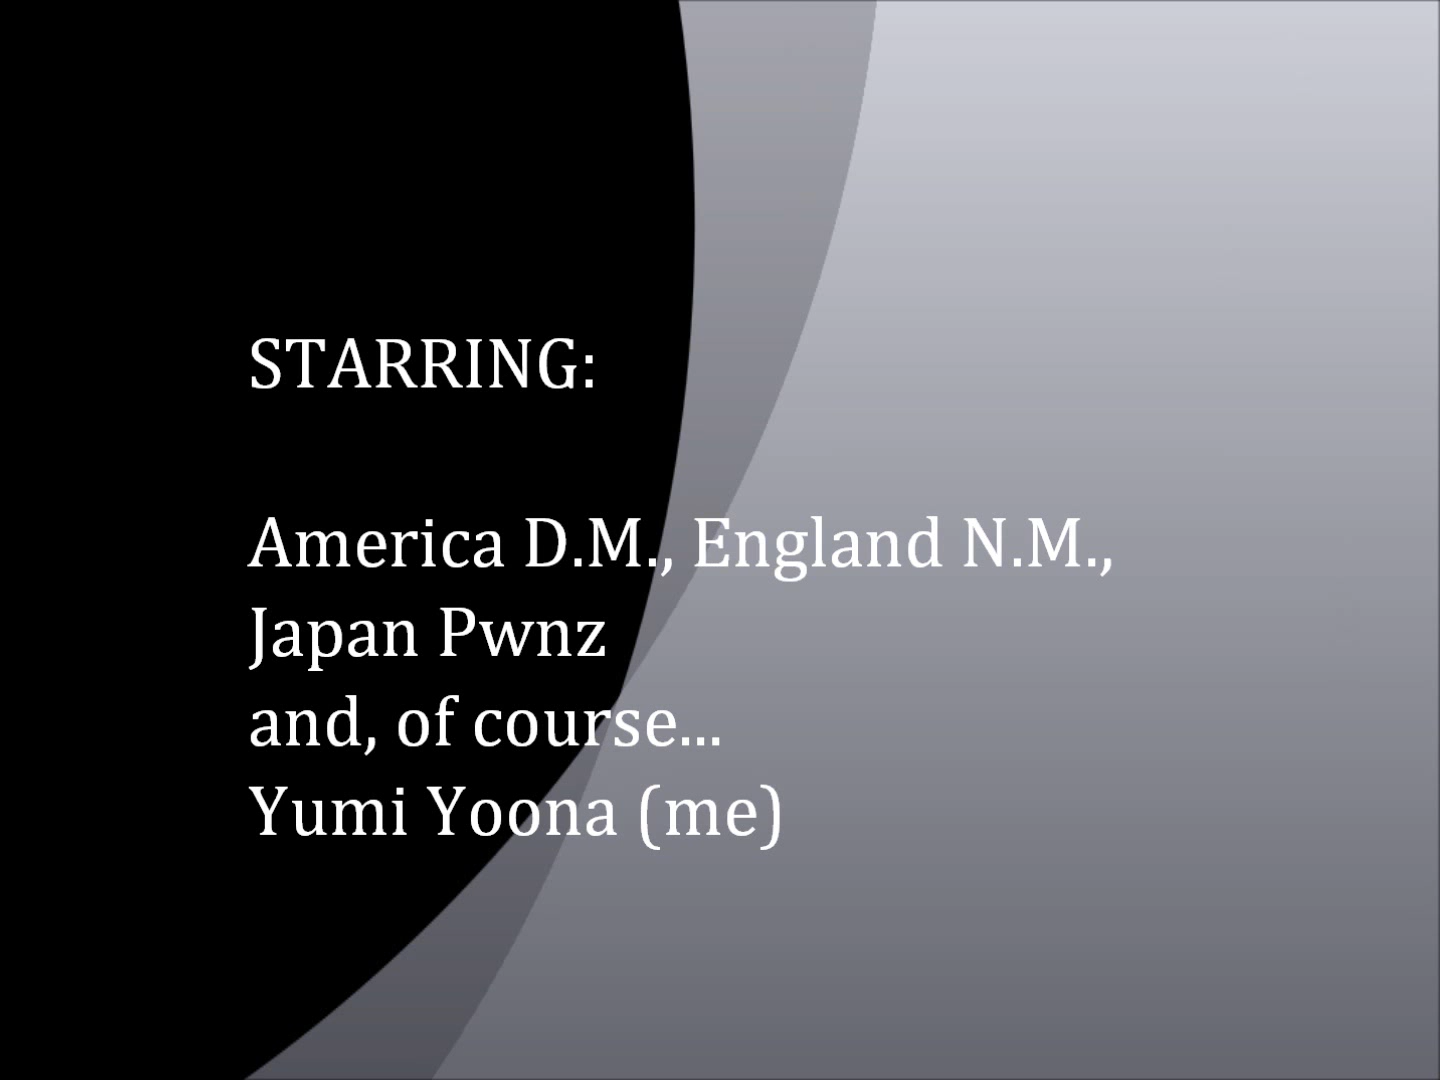 STARRING:
America D.M., England N.M.,
Japan Pwnz
and, of course...
Yumi Yoona (me)